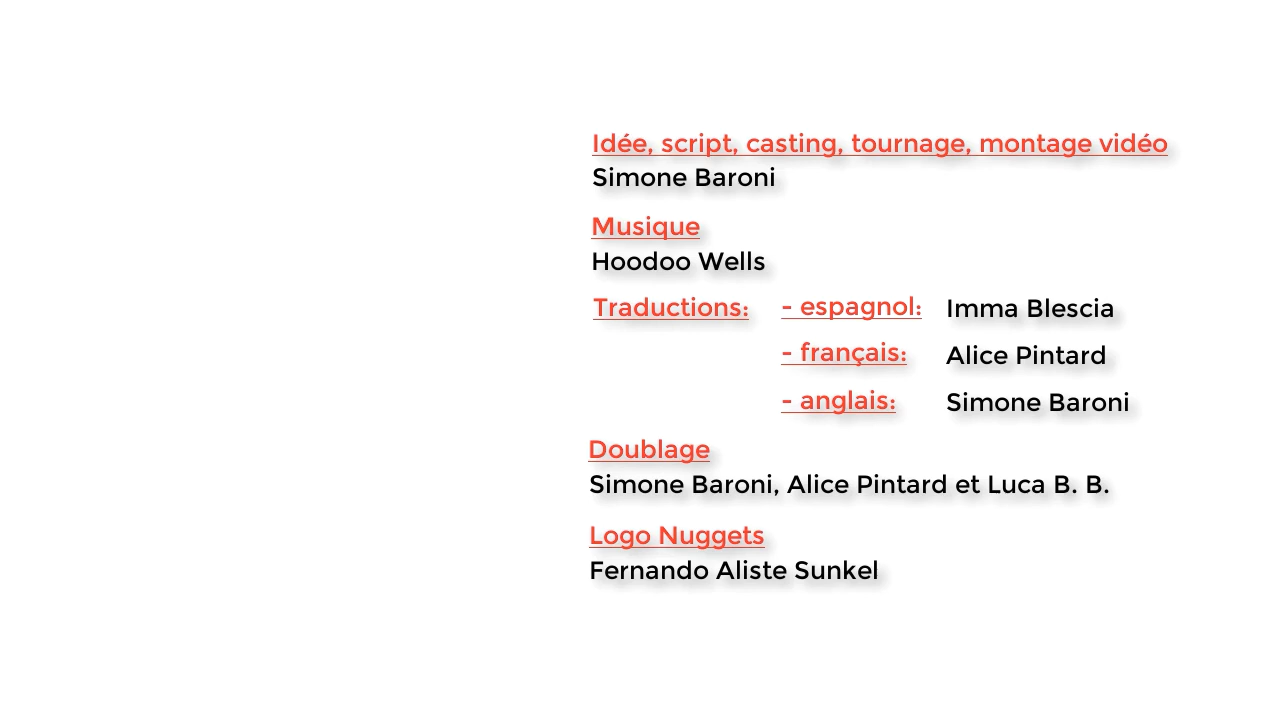 Idée, script, casting, tournage, montage vidéo
Simone Baroni
Musique
Hoodoo Wells
Traductions: - espagnol: Imma Blescia
- français: Alice Pintard
- anglais: Simone Baroni
Doublage
Simone Baroni, Alice Pintard et Luca B. B.
Logo Nuggets
Fernando Aliste Sunkel